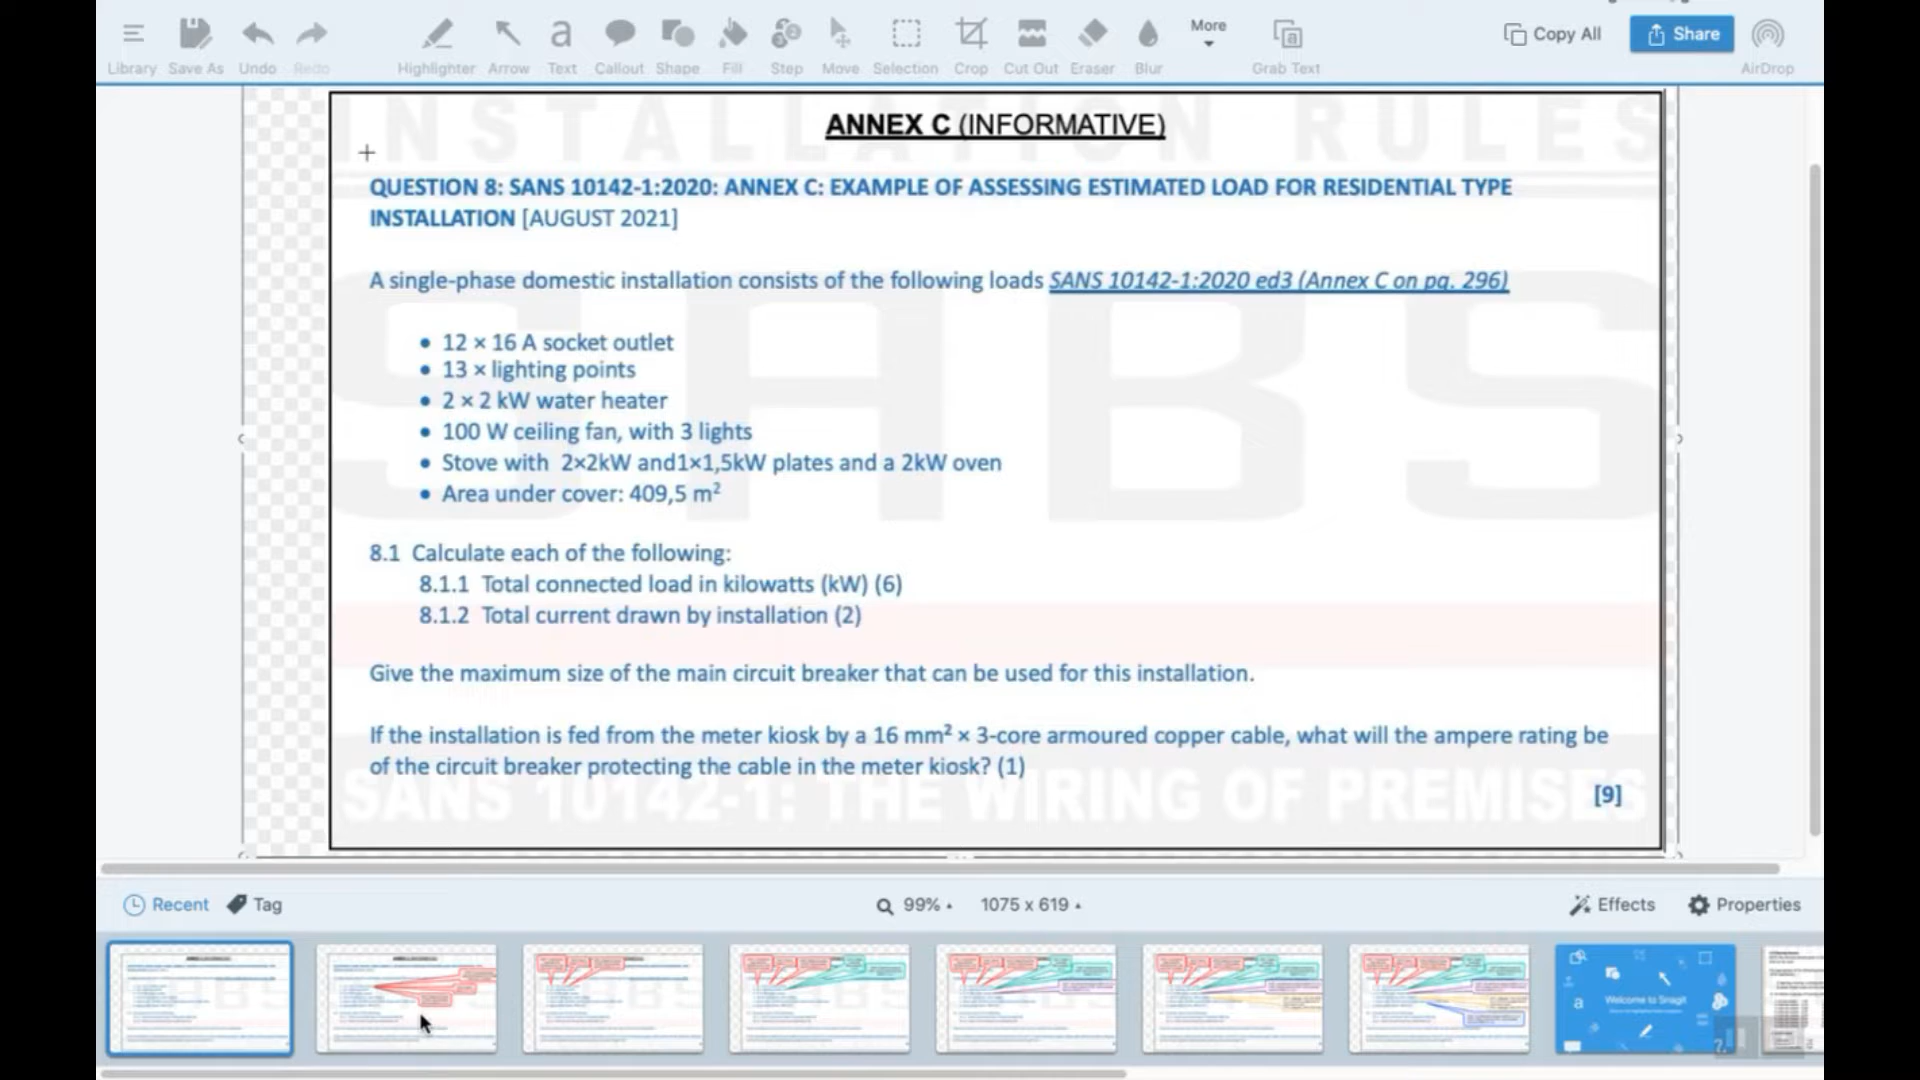 Library Save As Undo Redo Highlighter Arrow Text Callout Shape Fill Step Move Selection Crop Cut Out Eraser Blur More Grab Text Copy All Share AirDrop
INSTALLATION RULES
ANNEX C (INFORMATIVE)
QUESTION 8: SANS 10142-1:2020: ANNEX C: EXAMPLE OF ASSESSING ESTIMATED LOAD FOR RESIDENTIAL TYPE
INSTALLATION [AUGUST 2021]
A single-phase domestic installation consists of the following loads SANS 10142-1:2020 ed3 (Annex C on pg. 296)
SABS
• 12 × 16 A socket outlet
• 13 × lighting points
• 2 × 2 kW water heater
• 100 W ceiling fan, with 3 lights
• Stove with 2×2kW and1×1,5kW plates and a 2kW oven
• Area under cover: 409,5 m²
8.1 Calculate each of the following:
8.1.1 Total connected load in kilowatts (kW) (6)
8.1.2 Total current drawn by installation (2)
Give the maximum size of the main circuit breaker that can be used for this installation.
If the installation is fed from the meter kiosk by a 16 mm² × 3-core armoured copper cable, what will the ampere rating be
of the circuit breaker protecting the cable in the meter kiosk? (1)
[9]
SANS 10142-1: THE WIRING OF PREMISES
Recent Tag 99% 1075 x 619 Effects Properties
Welcome to Snagit